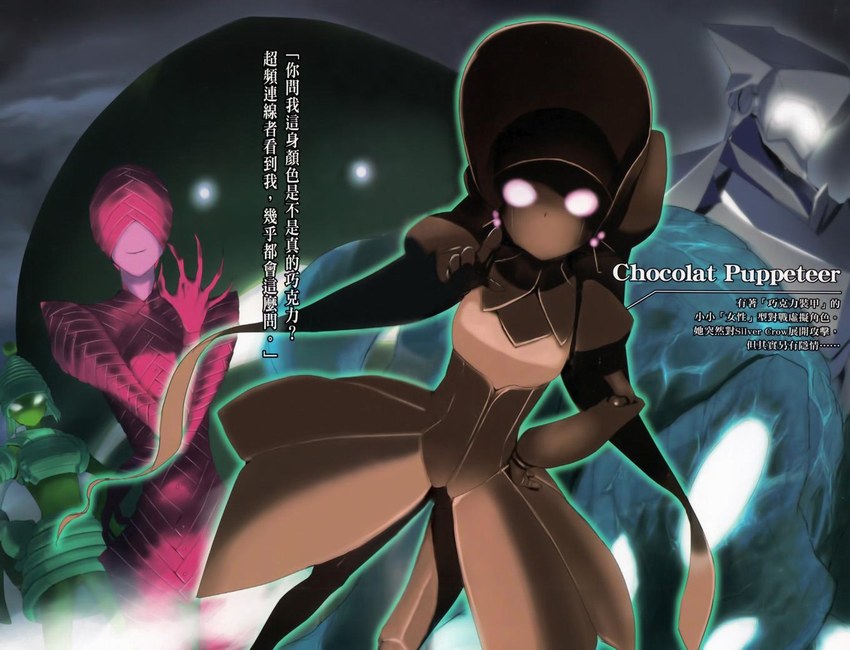 「你問我這身顏色是不是真的巧克力？
超頻連線者看到我，幾乎都會這麼問。」
Chocolat Puppeteer
有著「巧克力裝甲」的
小小「女性」型對戰虛擬角色。
她突然對Silver Crow展開攻擊，
但其實另有隱情……